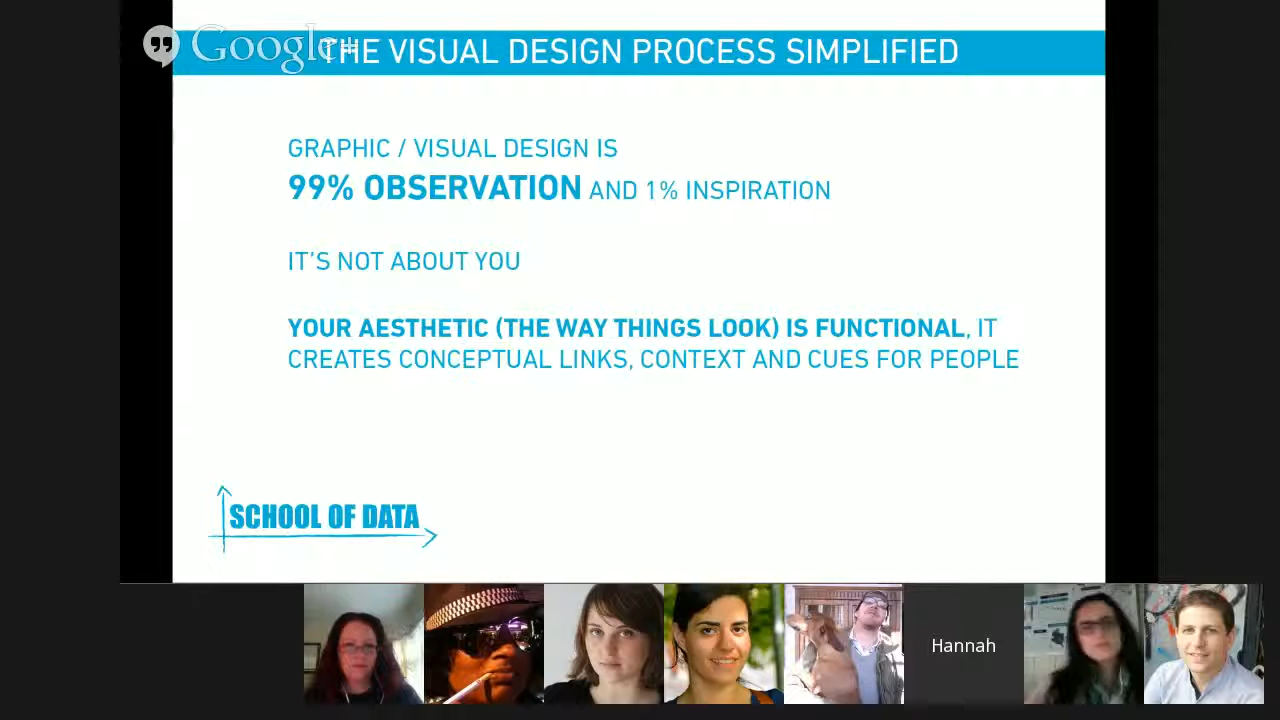 Google+
THE VISUAL DESIGN PROCESS SIMPLIFIED
GRAPHIC / VISUAL DESIGN IS
99% OBSERVATION AND 1% INSPIRATION
IT'S NOT ABOUT YOU
YOUR AESTHETIC (THE WAY THINGS LOOK) IS FUNCTIONAL, IT
CREATES CONCEPTUAL LINKS, CONTEXT AND CUES FOR PEOPLE
SCHOOL OF DATA
Hannah